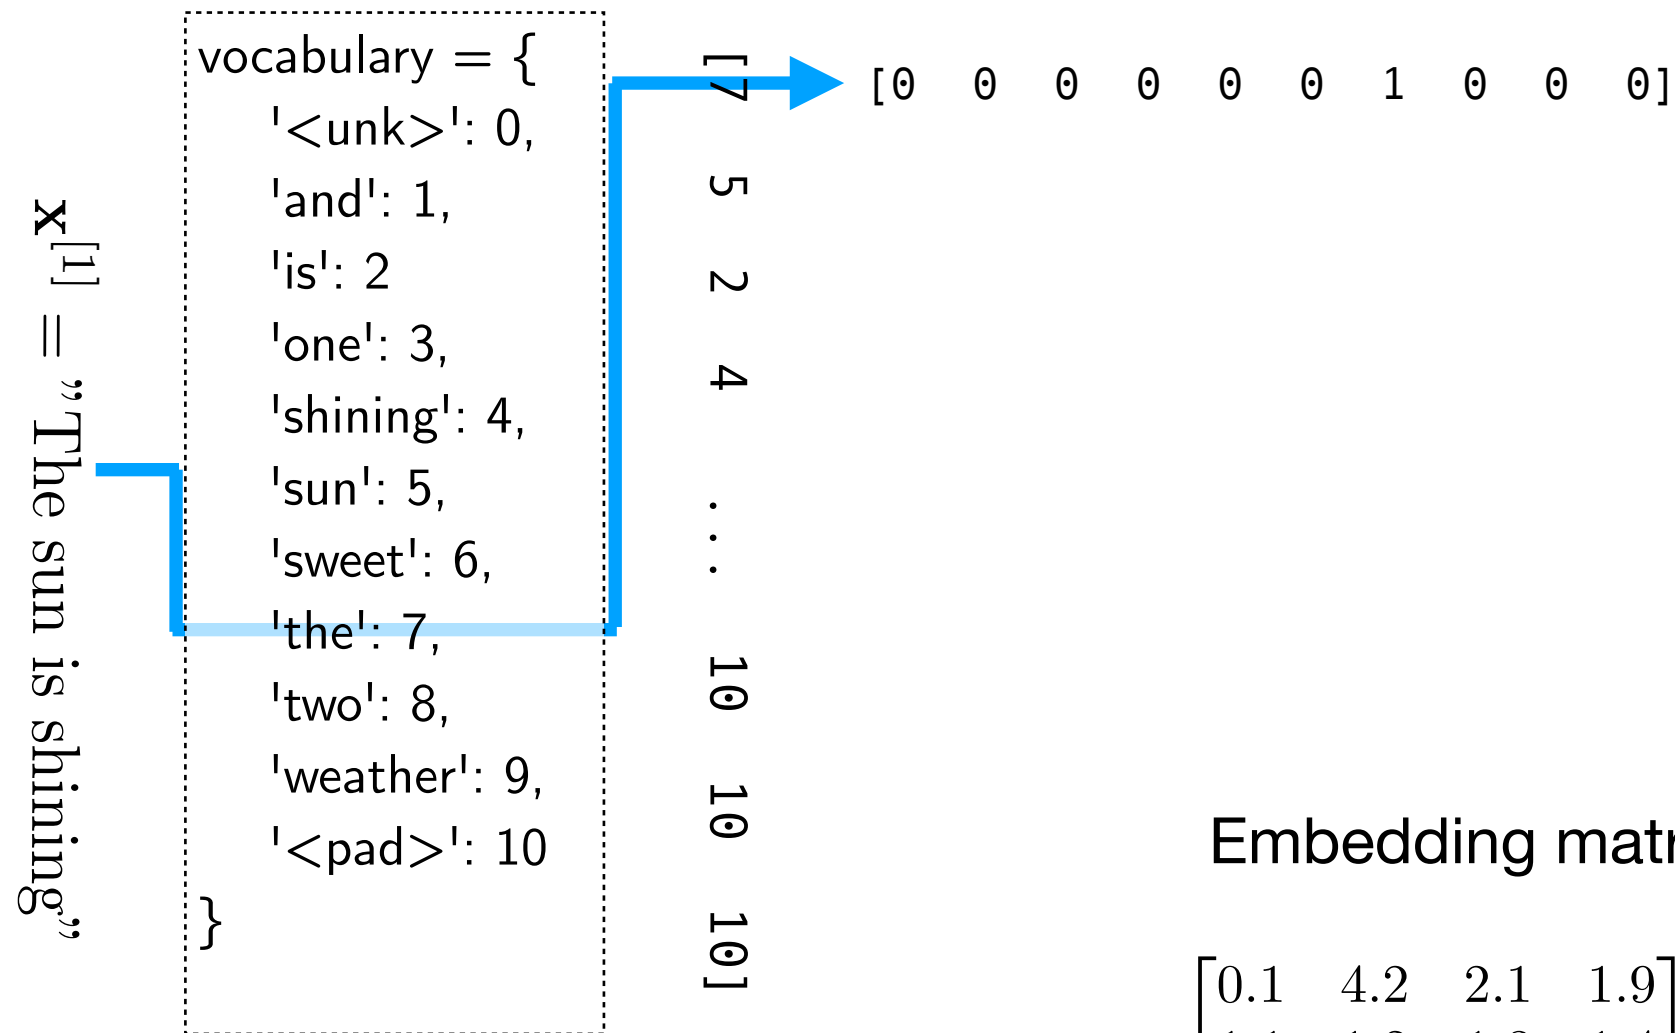 x[1] = "The sun is shining"
vocabulary = {
'<unk>': 0,
'and': 1,
'is': 2
'one': 3,
'shining': 4,
'sun': 5,
'sweet': 6,
'the': 7,
'two': 8,
'weather': 9,
'<pad>': 10
}
[7 5 2 4 ... 10 10 10]
[0 0 0 0 0 0 1 0 0 0]
Embedding
[0.1 4.2 2.1 1.9]